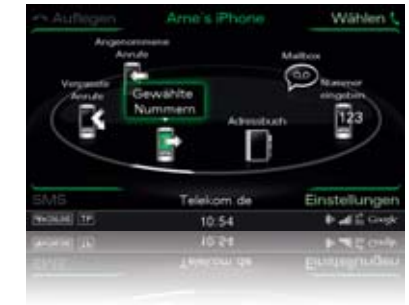 Auflegen Arne's iPhone Wählen
Angenommene
Anrufe
Mailbox
Verpasste
Anrufe
Gewählte
Nummern
Nummer
eingeben
123
Adressbuch
SMS Telekom.de Einstellungen
TP 10:54 Google